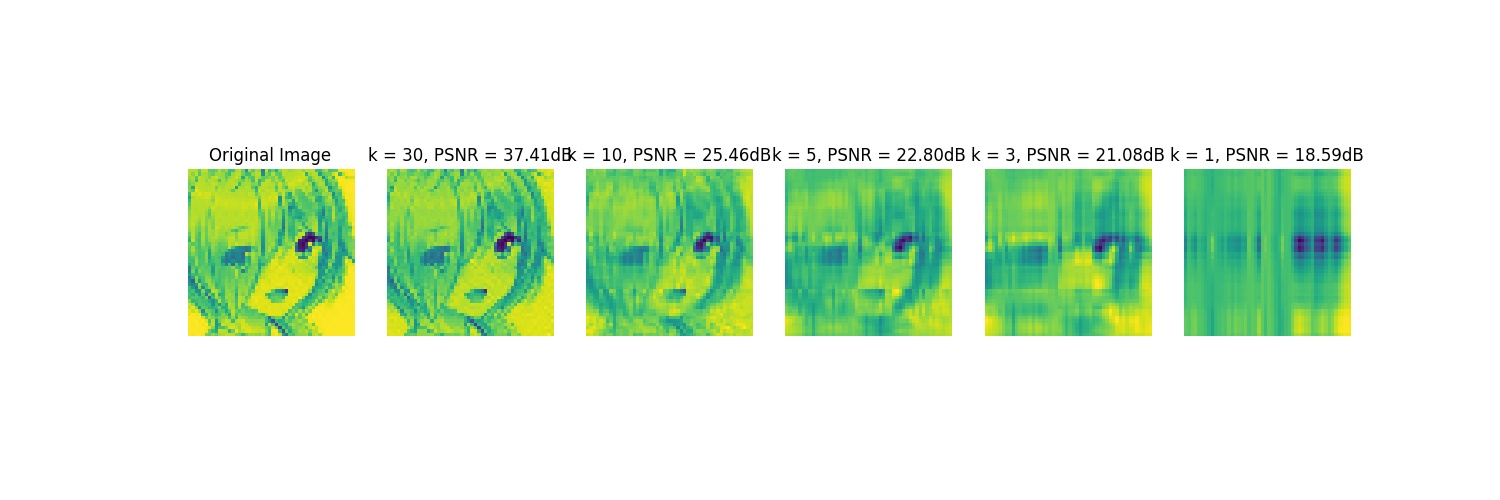 Original Image
k = 30, PSNR = 37.41dB
k = 10, PSNR = 25.46dB
k = 5, PSNR = 22.80dB
k = 3, PSNR = 21.08dB
k = 1, PSNR = 18.59dB